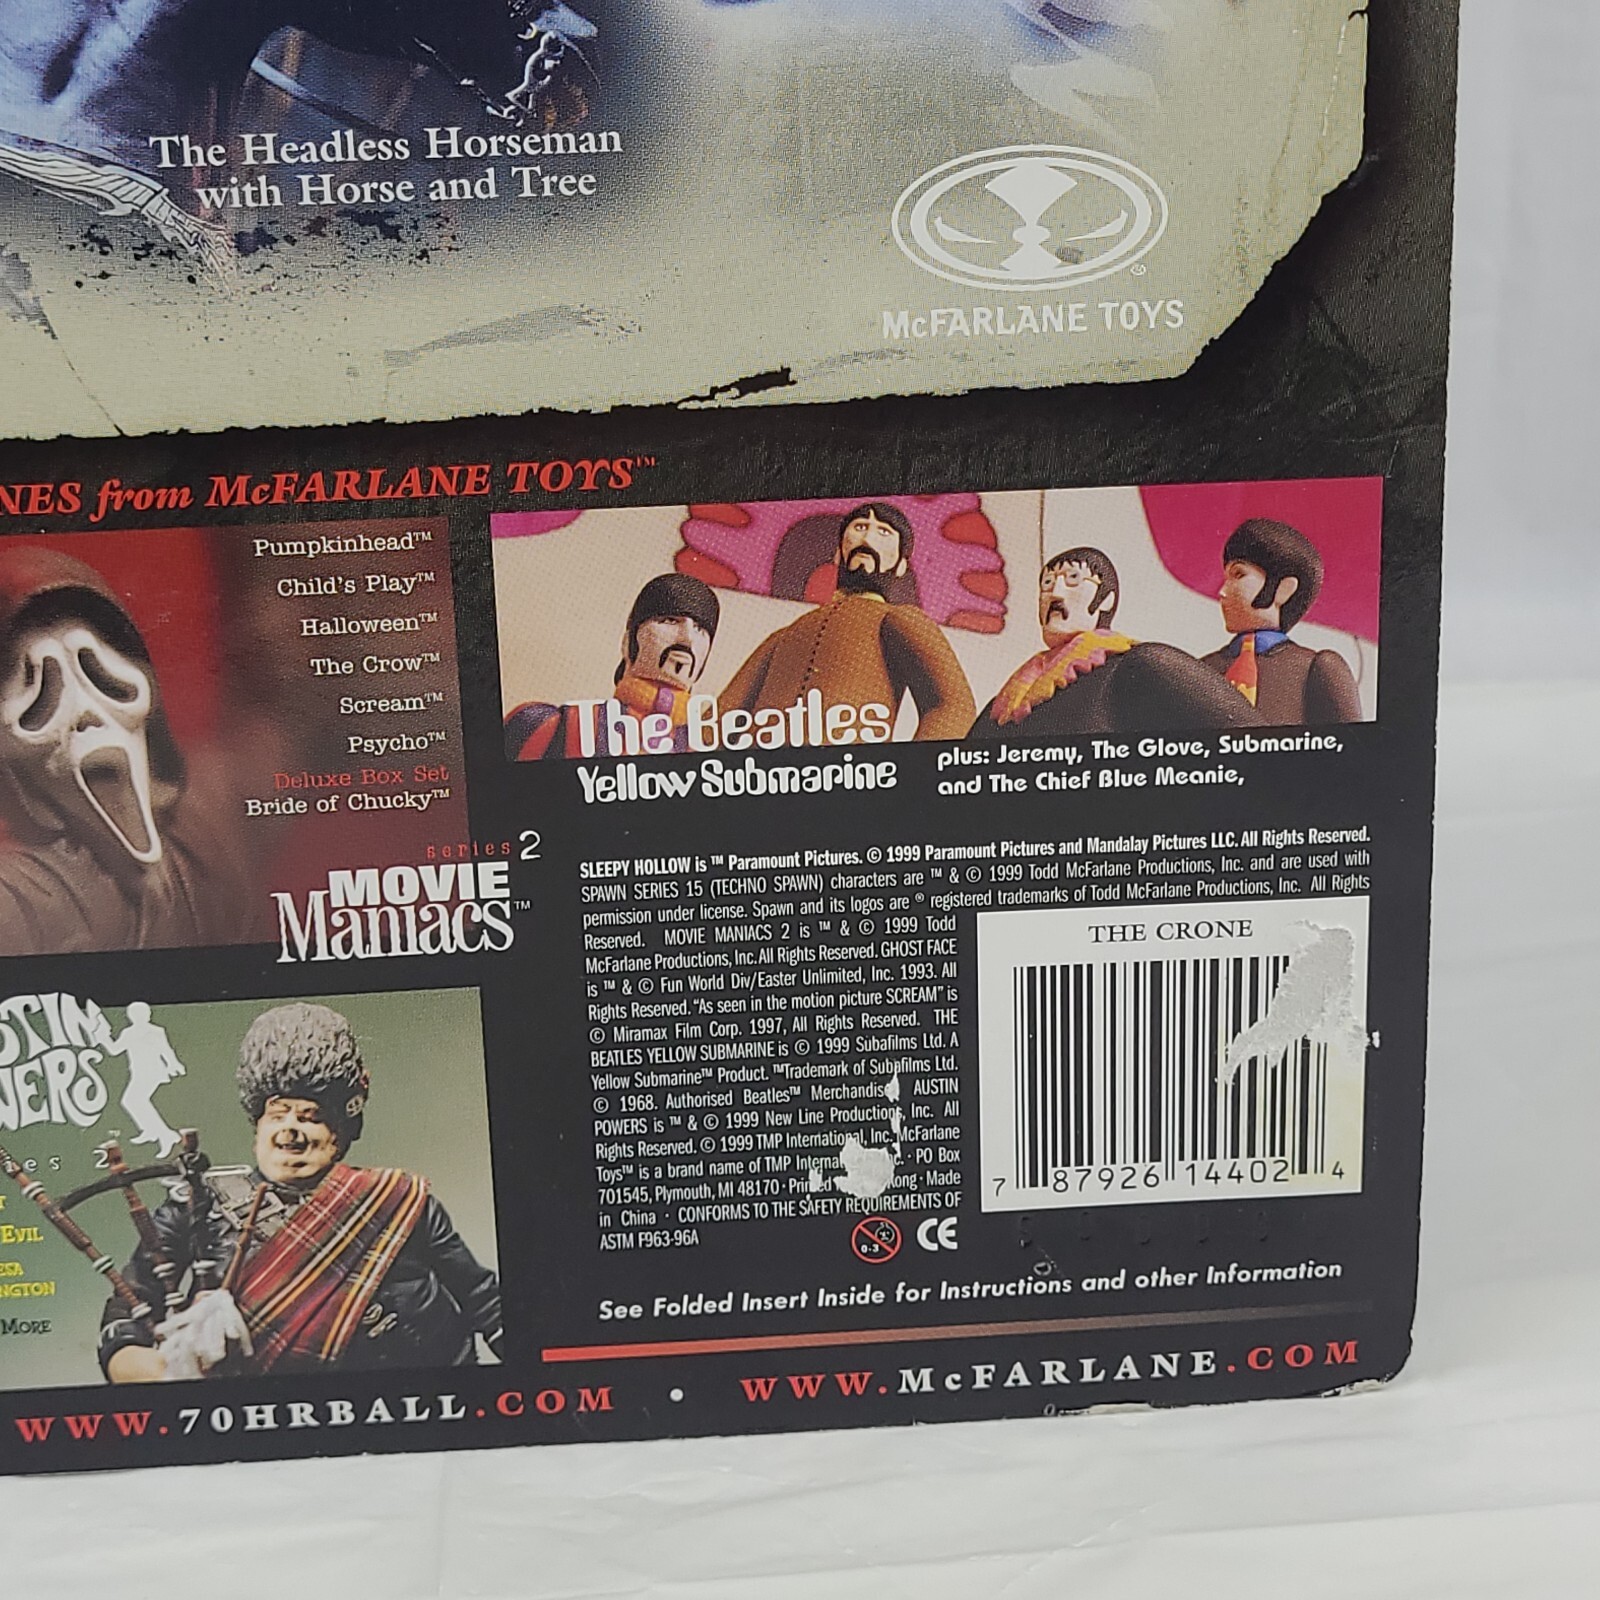 The Headless Horseman
with Horse and Tree
McFARLANE TOYS
from McFARLANE TOYS™
Pumpkinhead™
Child's Play™
Halloween™
The Crow™
Scream™
Psycho™
Deluxe Box Set
Bride of Chucky™
series 2
MOVIE
Maniacs™
The Beatles
Yellow Submarine
plus: Jeremy, The Glove, Submarine,
and The Chief Blue Meanie,
SLEEPY HOLLOW is ™ Paramount Pictures. © 1999 Paramount Pictures and Mandalay Pictures LLC. All Rights Reserved.
SPAWN SERIES 15 (TECHNO SPAWN) characters are ™ & © 1999 Todd McFarlane Productions, Inc. and are used with
permission under license. Spawn and its logos are ® registered trademarks of Todd McFarlane Productions, Inc. All Rights
Reserved. MOVIE MANIACS 2 is ™ & © 1999 Todd
McFarlane Productions, Inc. All Rights Reserved. GHOST FACE
is ™ & © Fun World Div/Easter Unlimited, Inc. 1993. All
Rights Reserved. "As seen in the motion picture SCREAM" is
© Miramax Film Corp. 1997, All Rights Reserved. THE
BEATLES YELLOW SUBMARINE is © 1999 Subafilms Ltd. A
Yellow Submarine™ Product. ™Trademark of Subafilms Ltd.
© 1968. Authorised Beatles™ Merchandise AUSTIN
POWERS is ™ & © 1999 New Line Productions, Inc. All
Rights Reserved. © 1999 TMP International, Inc. McFarlane
Toys™ is a brand name of TMP · PO Box
701545, Plymouth, MI 48170 · Printed Kong · Made
in China · CONFORMS TO THE SAFETY REQUIREMENTS OF
ASTM F963-96A
0-3
CE
THE CRONE
7 87926 14402 4
See Folded Insert Inside for Instructions and other Information
2
EVIL
MORE
WWW.70HRBALL.COM • WWW.McFARLANE.COM